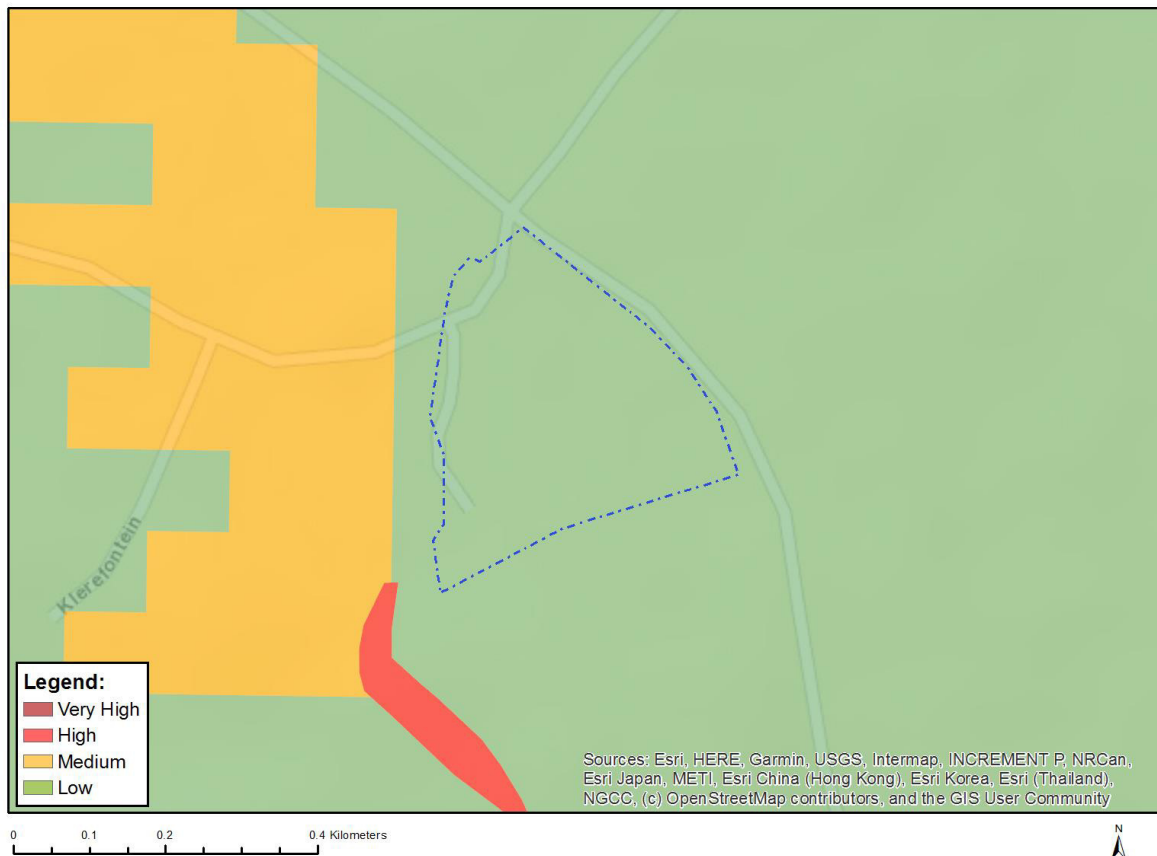 Klerefontein
Legend:
Very High
High
Medium
Low
Sources: Esri, HERE, Garmin, USGS, Intermap, INCREMENT P, NRCan,
Esri Japan, METI, Esri China (Hong Kong), Esri Korea, Esri (Thailand),
NGCC, (c) OpenStreetMap contributors, and the GIS User Community
0 0.1 0.2 0.4 Kilometers
N